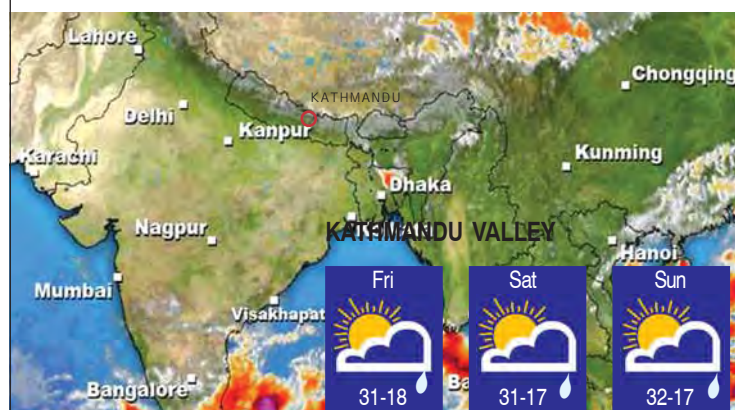 Lahore
Chongqing
KATHMANDU
Delhi
Kanpur
Karachi
Kunming
Dhaka
Nagpur
KATHMANDU VALLEY
Hanoi
Mumbai
Fri
Sat
Sun
Visakhapat
Bangalore
Ba
31-18
31-17
32-17